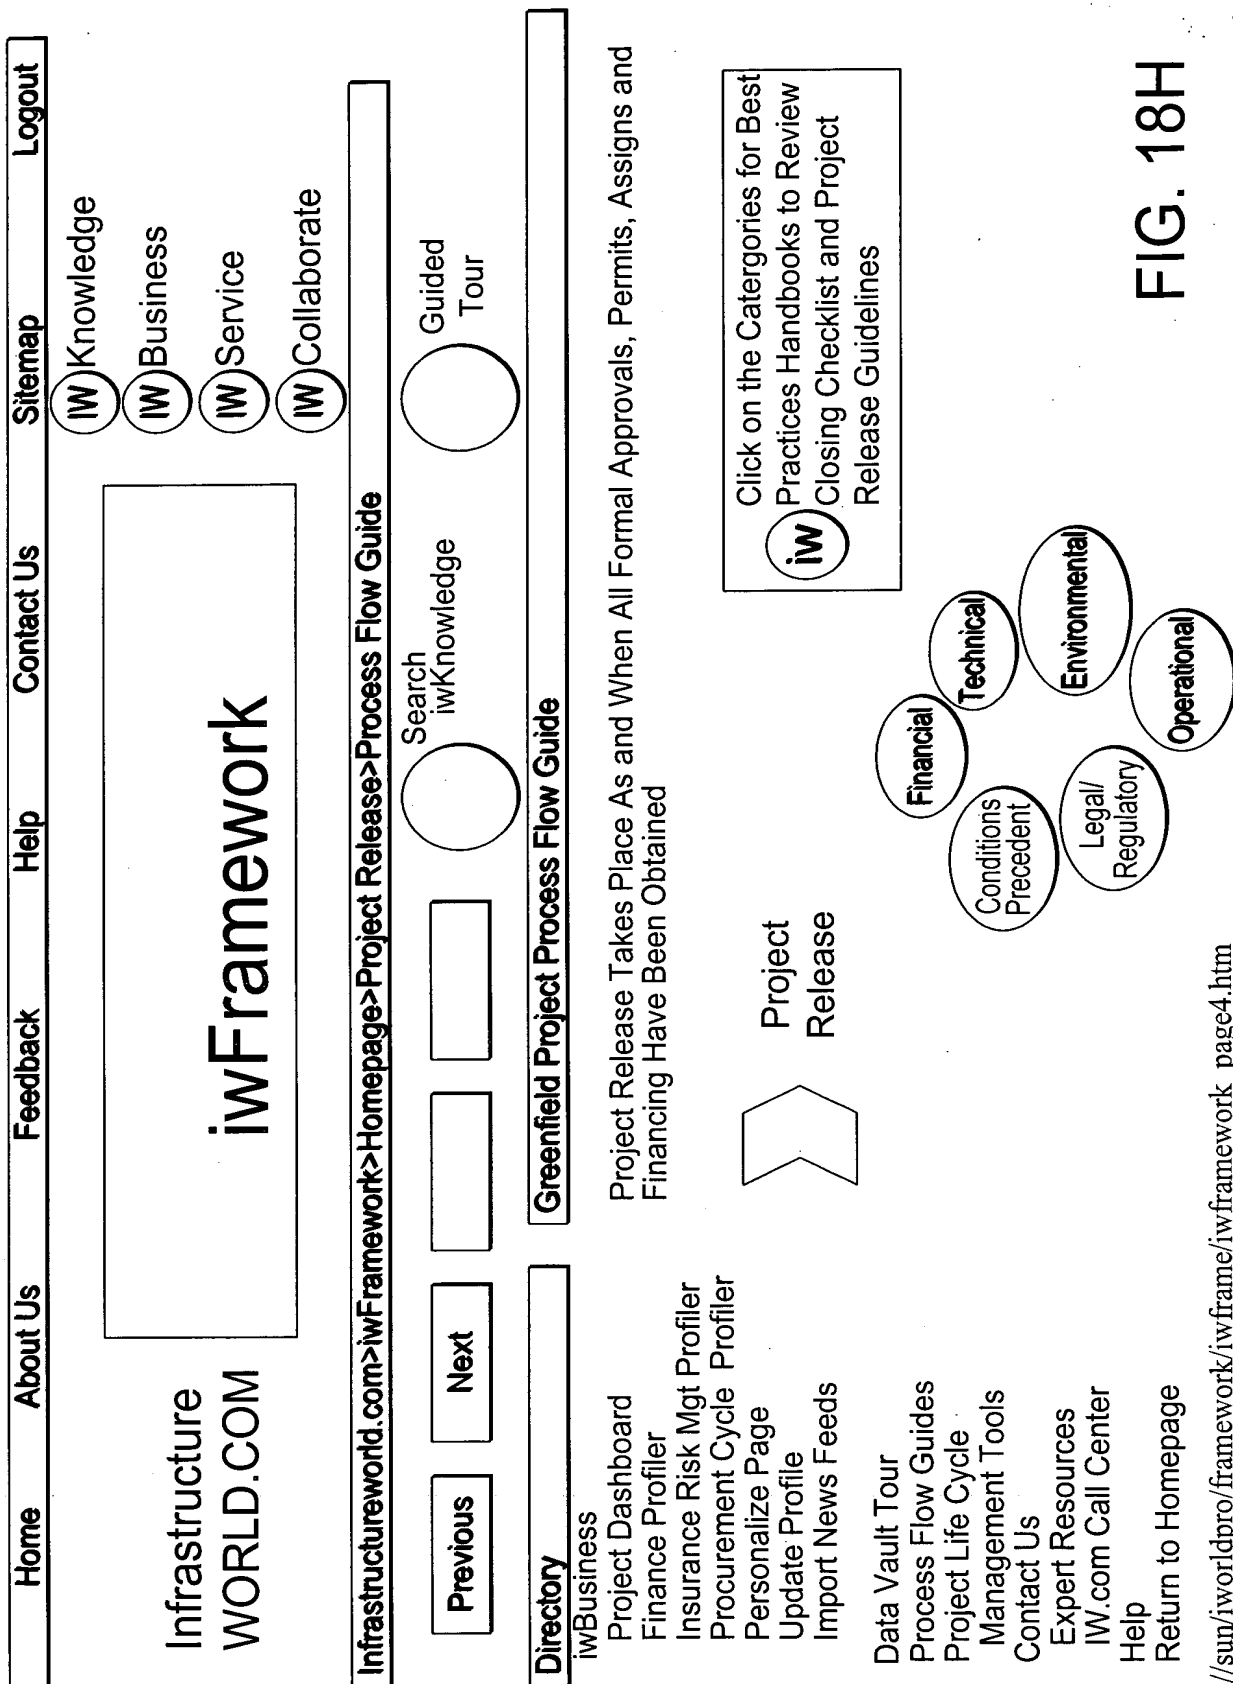 Home About Us Feedback Help Contact Us Sitemap Logout
Infrastructure
WORLD.COM
iwFramework
IW Knowledge
IW Business
IW Service
IW Collaborate
Infrastructureworld.com>iwFramework>Homepage>Project Release>Process Flow Guide
Previous
Next
Search
iwKnowledge
Guided
Tour
Directory
Greenfield Project Process Flow Guide
iwBusiness
Project Dashboard
Finance Profiler
Insurance Risk Mgt Profiler
Procurement Cycle Profiler
Personalize Page
Update Profile
Import News Feeds
Data Vault Tour
Process Flow Guides
Project Life Cycle
Management Tools
Contact Us
Expert Resources
IW.com Call Center
Help
Return to Homepage
Project Release Takes Place As and When All Formal Approvals, Permits, Assigns and
Financing Have Been Obtained
Project
Release
iW
Click on the Catergories for Best
Practices Handbooks to Review
Closing Checklist and Project
Release Guidelines
Financial
Technical
Conditions
Precedent
Environmental
Legal/
Regulatory
Operational
//sun/iworldpro/framework/iwframe/iwframework_page4.htm
FIG. 18H